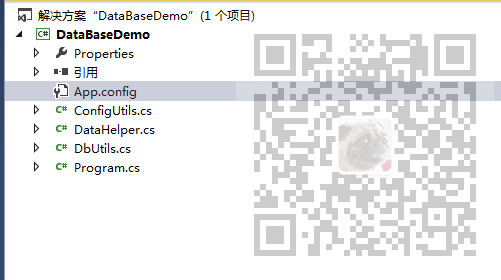 解决方案"DataBaseDemo"(1 个项目)
C# DataBaseDemo
Properties
引用
App.config
C# ConfigUtils.cs
C# DataHelper.cs
C# DbUtils.cs
C# Program.cs